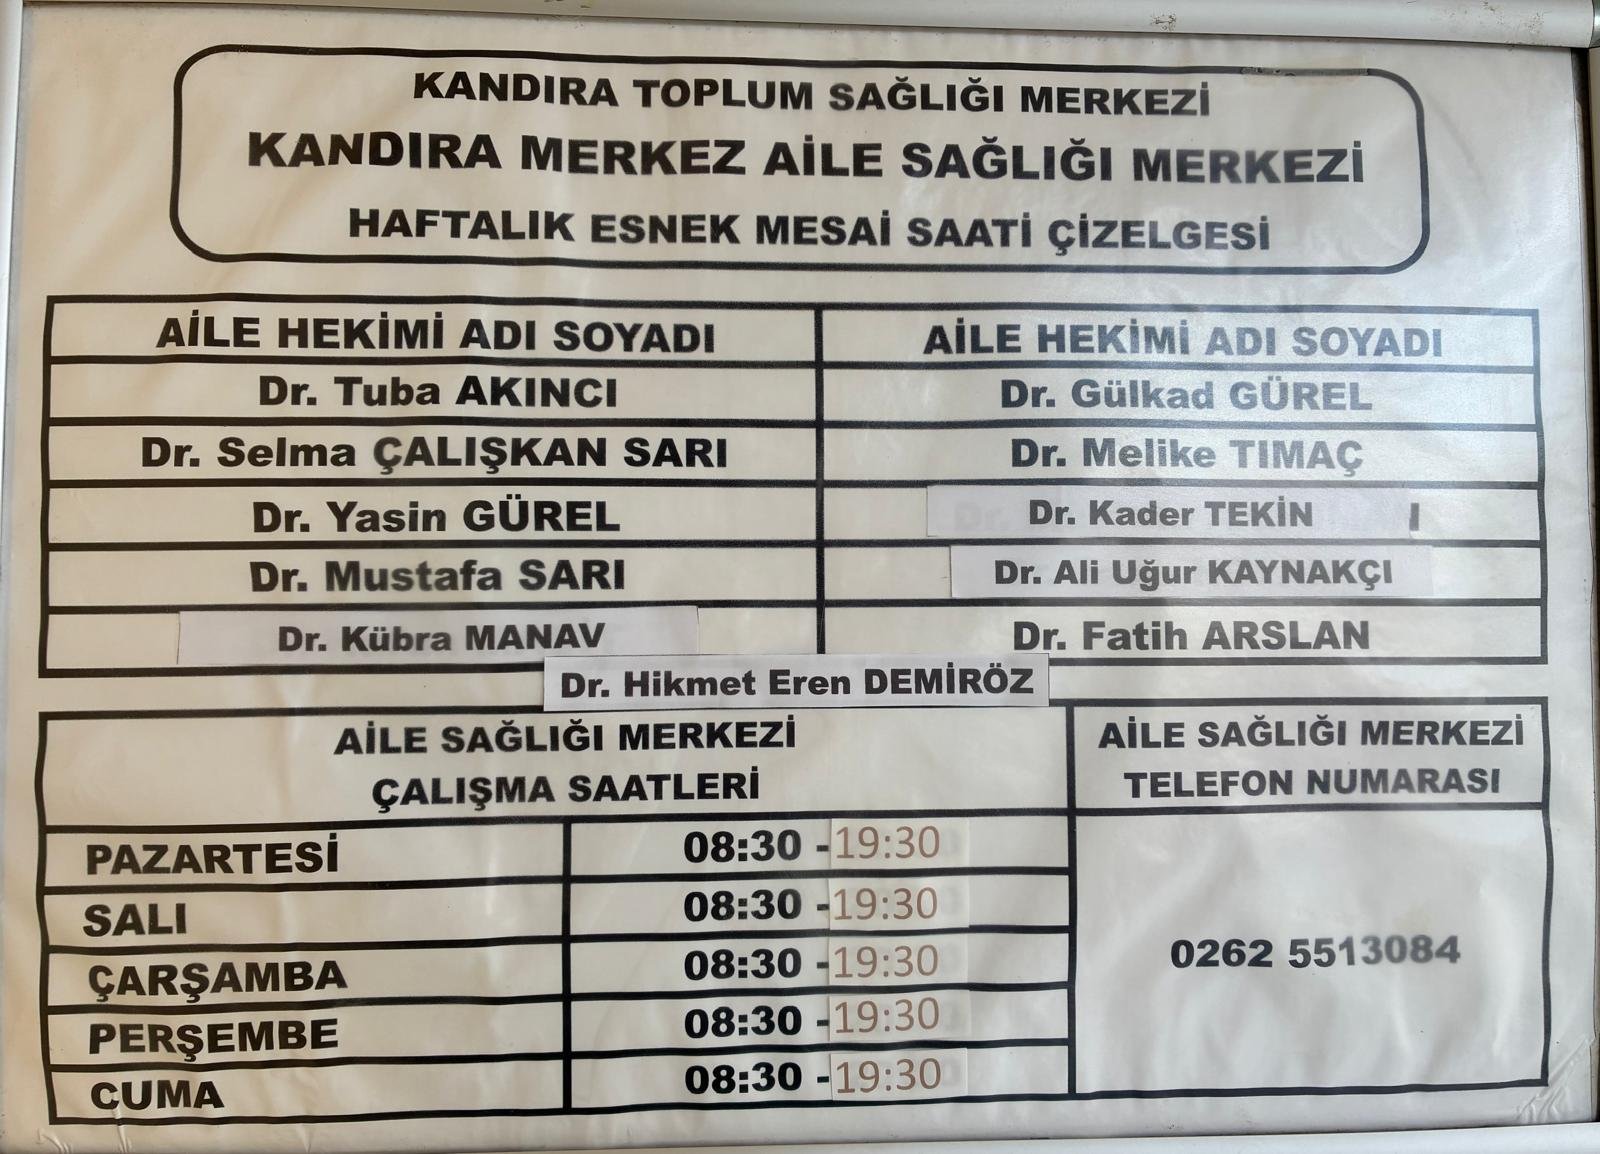 KANDIRA TOPLUM SAĞLIĞI MERKEZİ
KANDIRA MERKEZ AİLE SAĞLIĞI MERKEZİ
HAFTALIK ESNEK MESAİ SAATİ ÇİZELGESİ
AİLE HEKİMİ ADI SOYADI AİLE HEKİMİ ADI SOYADI
Dr. Tuba AKINCI Dr. Gülkad GÜREL
Dr. Selma ÇALIŞKAN SARI Dr. Melike TIMAÇ
Dr. Yasin GÜREL Dr. Kader TEKİN
Dr. Mustafa SARI Dr. Ali Uğur KAYNAKÇI
Dr. Kübra MANAV Dr. Fatih ARSLAN
Dr. Hikmet Eren DEMİRÖZ
AİLE SAĞLIĞI MERKEZİ
ÇALIŞMA SAATLERİ
AİLE SAĞLIĞI MERKEZİ
TELEFON NUMARASI
PAZARTESİ 08:30 - 19:30
SALI 08:30 - 19:30
ÇARŞAMBA 08:30 - 19:30
PERŞEMBE 08:30 - 19:30
CUMA 08:30 - 19:30
0262 5513084